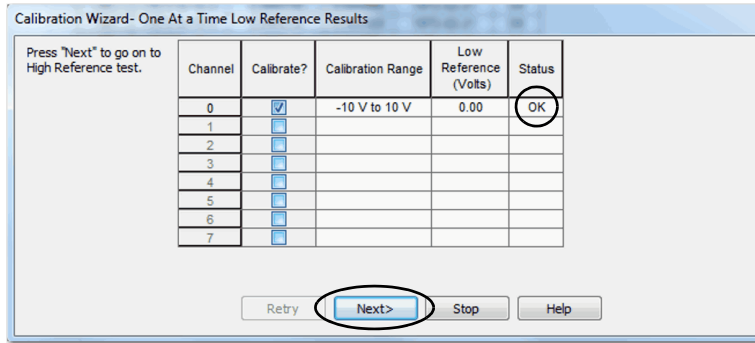 Calibration Wizard- One At a Time Low Reference Results
Press "Next" to go on to
High Reference test.
Channel Calibrate? Calibration Range Low Reference (Volts) Status
0 -10 V to 10 V 0.00 OK
1
2
3
4
5
6
7
Retry Next> Stop Help